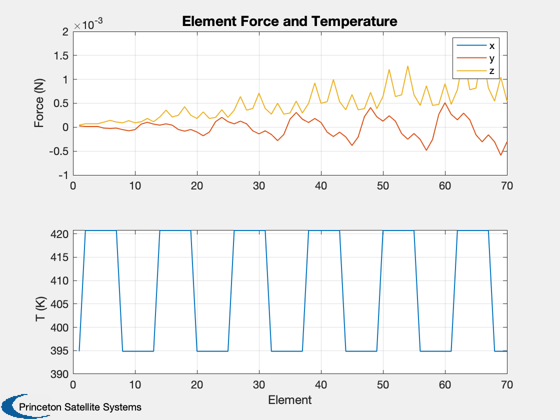 Element Force and Temperature
×10⁻³
2
1.5
1
0.5
0
-0.5
-1
Force (N)
x
y
z
0 10 20 30 40 50 60 70
420
415
410
405
400
395
390
T (K)
0 10 20 30 40 50 60 70
Element
Princeton Satellite Systems